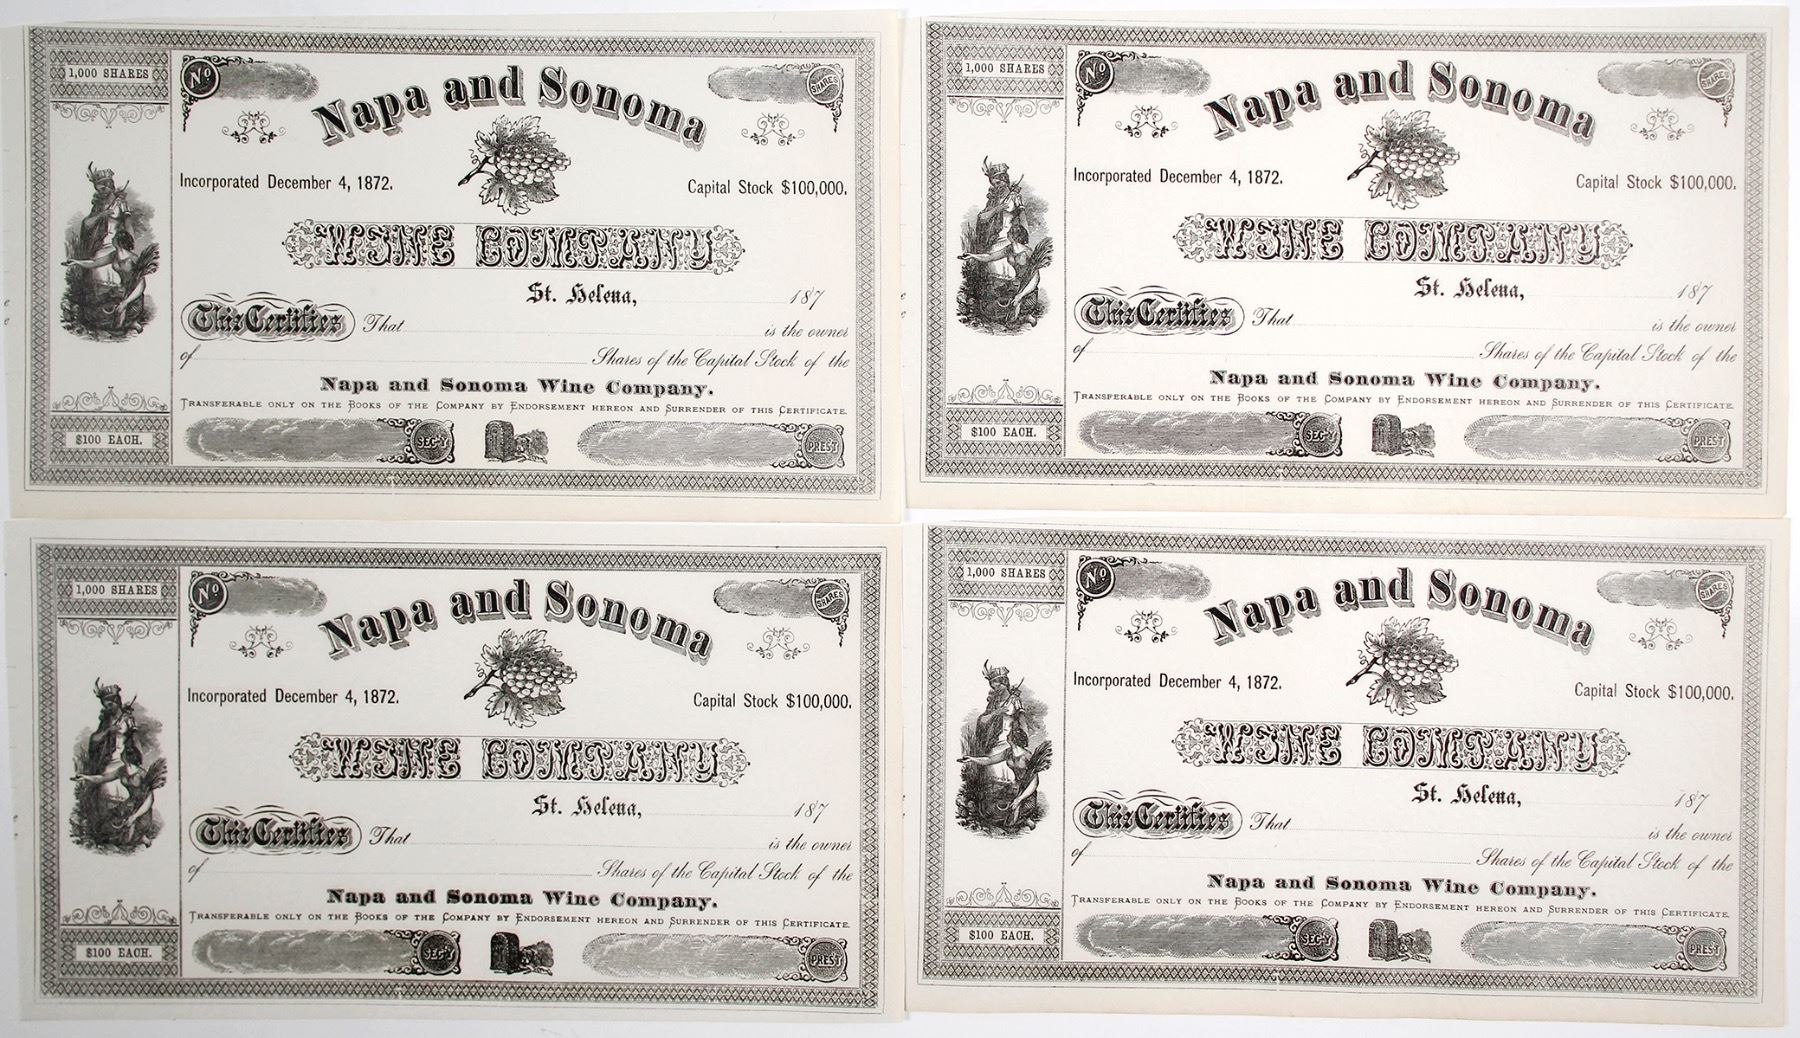 1,000 SHARES
No
SHARES
Napa and Sonoma
Incorporated December 4, 1872.
Capital Stock $100,000.
WINE COMPANY
St. Helena, 187
This Certifies That is the owner
of Shares of the Capital Stock of the
Napa and Sonoma Wine Company.
TRANSFERABLE ONLY ON THE BOOKS OF THE COMPANY BY ENDORSEMENT HEREON AND SURRENDER OF THIS CERTIFICATE.
$100 EACH.
SEC'Y
PREST
1,000 SHARES
No
SHARES
Napa and Sonoma
Incorporated December 4, 1872.
Capital Stock $100,000.
WINE COMPANY
St. Helena, 187
This Certifies That is the owner
of Shares of the Capital Stock of the
Napa and Sonoma Wine Company.
TRANSFERABLE ONLY ON THE BOOKS OF THE COMPANY BY ENDORSEMENT HEREON AND SURRENDER OF THIS CERTIFICATE.
$100 EACH.
SEC'Y
PREST
1,000 SHARES
No
SHARES
Napa and Sonoma
Incorporated December 4, 1872.
Capital Stock $100,000.
WINE COMPANY
St. Helena, 187
This Certifies That is the owner
of Shares of the Capital Stock of the
Napa and Sonoma Wine Company.
TRANSFERABLE ONLY ON THE BOOKS OF THE COMPANY BY ENDORSEMENT HEREON AND SURRENDER OF THIS CERTIFICATE.
$100 EACH.
SEC'Y
PREST
1,000 SHARES
No
SHARES
Napa and Sonoma
Incorporated December 4, 1872.
Capital Stock $100,000.
WINE COMPANY
St. Helena, 187
This Certifies That is the owner
of Shares of the Capital Stock of the
Napa and Sonoma Wine Company.
TRANSFERABLE ONLY ON THE BOOKS OF THE COMPANY BY ENDORSEMENT HEREON AND SURRENDER OF THIS CERTIFICATE.
$100 EACH.
SEC'Y
PREST